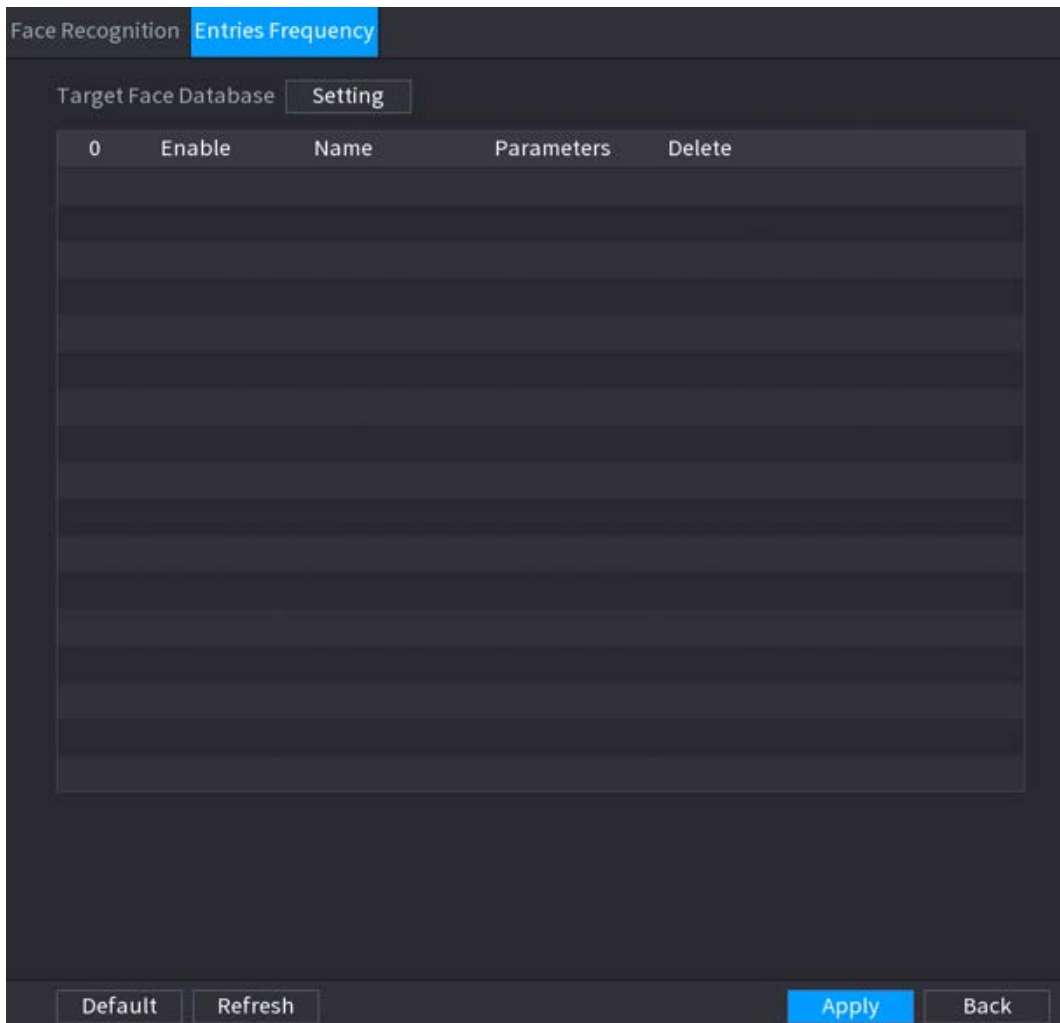 Face Recognition Entries Frequency
Target Face Database Setting
0 Enable Name Parameters Delete
Default Refresh Apply Back